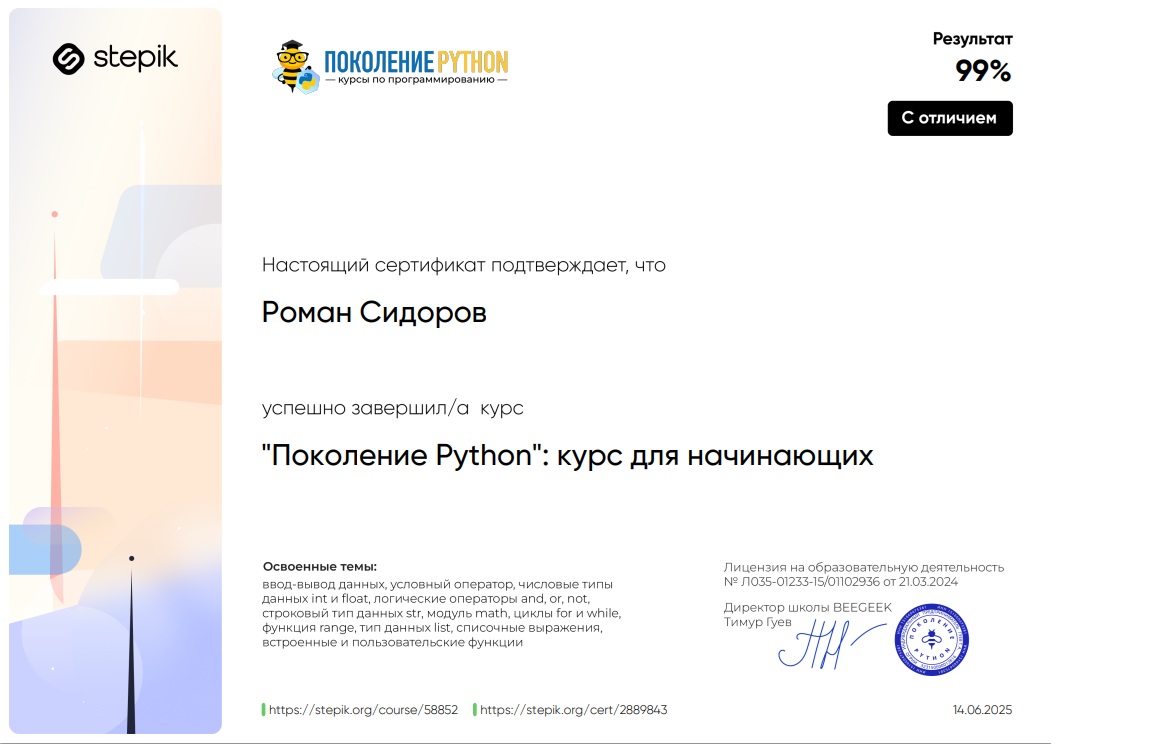 stepik
ПОКОЛЕНИЕ PYTHON
— курсы по программированию —
Результат
99%
С отличием
Настоящий сертификат подтверждает, что
Роман Сидоров
успешно завершил/а курс
"Поколение Python": курс для начинающих
Освоенные темы:
ввод-вывод данных, условный оператор, числовые типы
данных int и float, логические операторы and, or, not,
строковый тип данных str, модуль math, циклы for и while,
функция range, тип данных list, списочные выражения,
встроенные и пользовательские функции
Лицензия на образовательную деятельность
№ Л035-01233-15/01102936 от 21.03.2024
Директор школы BEEGEEK
Тимур Гуев
ПОКОЛЕНИЕ
PYTHON
https://stepik.org/course/58852
https://stepik.org/cert/2889843
14.06.2025